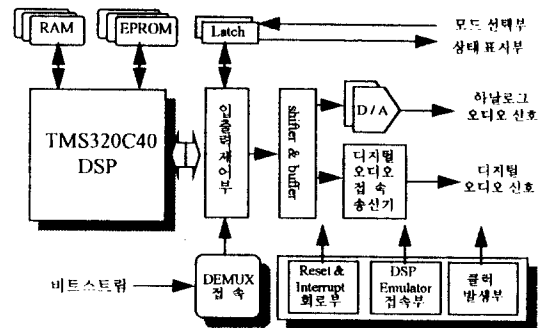 RAM
EPROM
Latch
모드 선택부
상태 표시부
TMS320C40
DSP
입출력제어부
shifter & buffer
D / A
하날로그
오디오 신호
디지털
오디오
접속
송신기
디지털
오디오 신호
비트스트림
DEMUX
접속
Reset &
Interrupt
회로부
DSP
Emulator
접속부
클럭
발생부